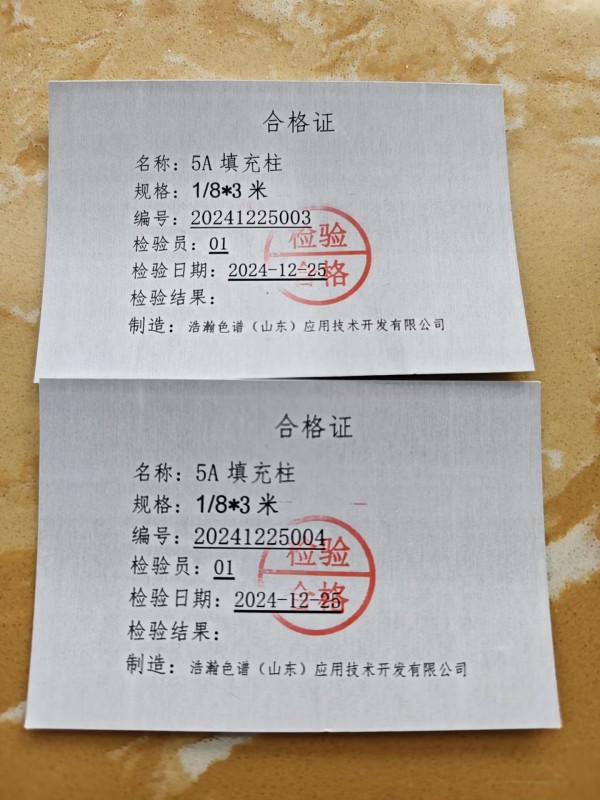 合格证
名称：5A 填充柱
规格：1/8*3 米
编号：20241225003
检验员：01
检验日期：2024-12-25
检验结果：
检验
合格
制造：浩瀚色谱（山东）应用技术开发有限公司
合格证
名称：5A 填充柱
规格：1/8*3 米
编号：20241225004
检验员：01
检验日期：2024-12-25
检验结果：
检验
合格
制造：浩瀚色谱（山东）应用技术开发有限公司